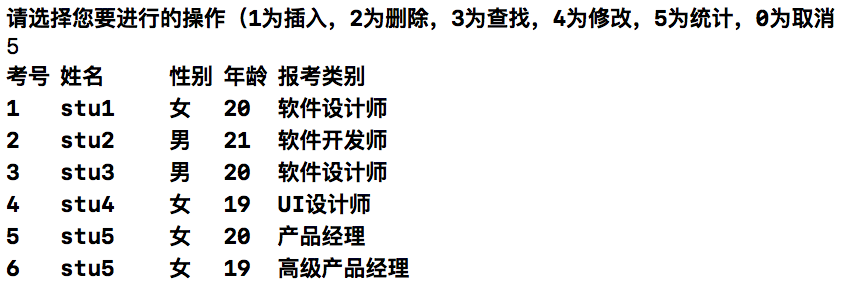 请选择您要进行的操作（1为插入，2为删除，3为查找，4为修改，5为统计，0为取消
5
考号 姓名 性别 年龄 报考类别
1 stu1 女 20 软件设计师
2 stu2 男 21 软件开发师
3 stu3 男 20 软件设计师
4 stu4 女 19 UI设计师
5 stu5 女 20 产品经理
6 stu5 女 19 高级产品经理